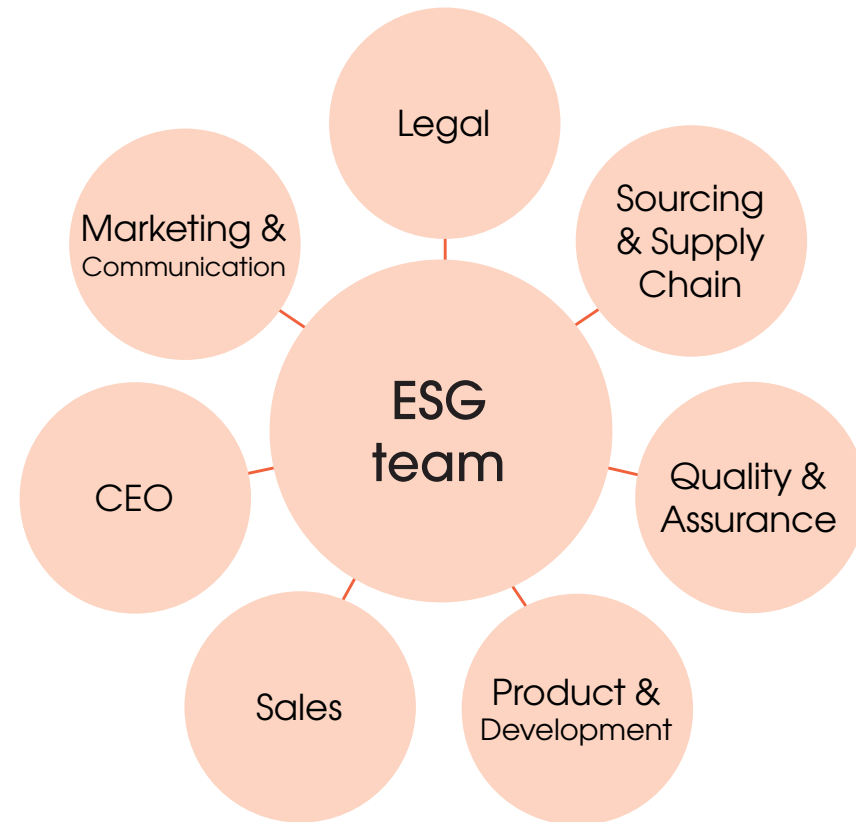 Legal
Sourcing
& Supply
Chain
Marketing &
Communication
ESG
team
Quality &
Assurance
CEO
Sales
Product &
Development